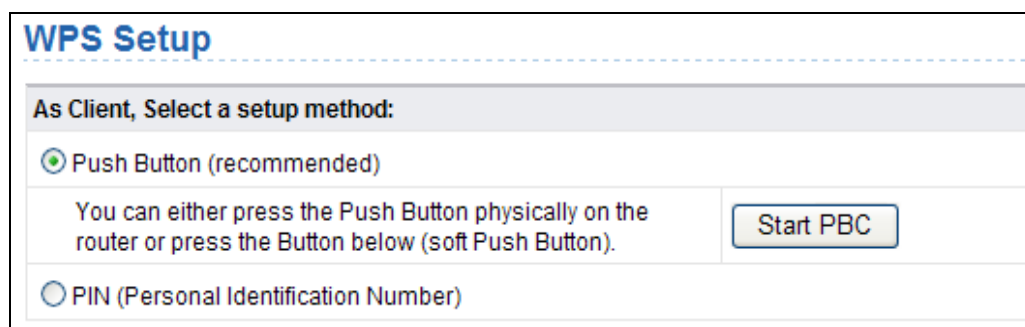 WPS Setup
As Client, Select a setup method:
Push Button (recommended)
You can either press the Push Button physically on the
router or press the Button below (soft Push Button).
Start PBC
PIN (Personal Identification Number)